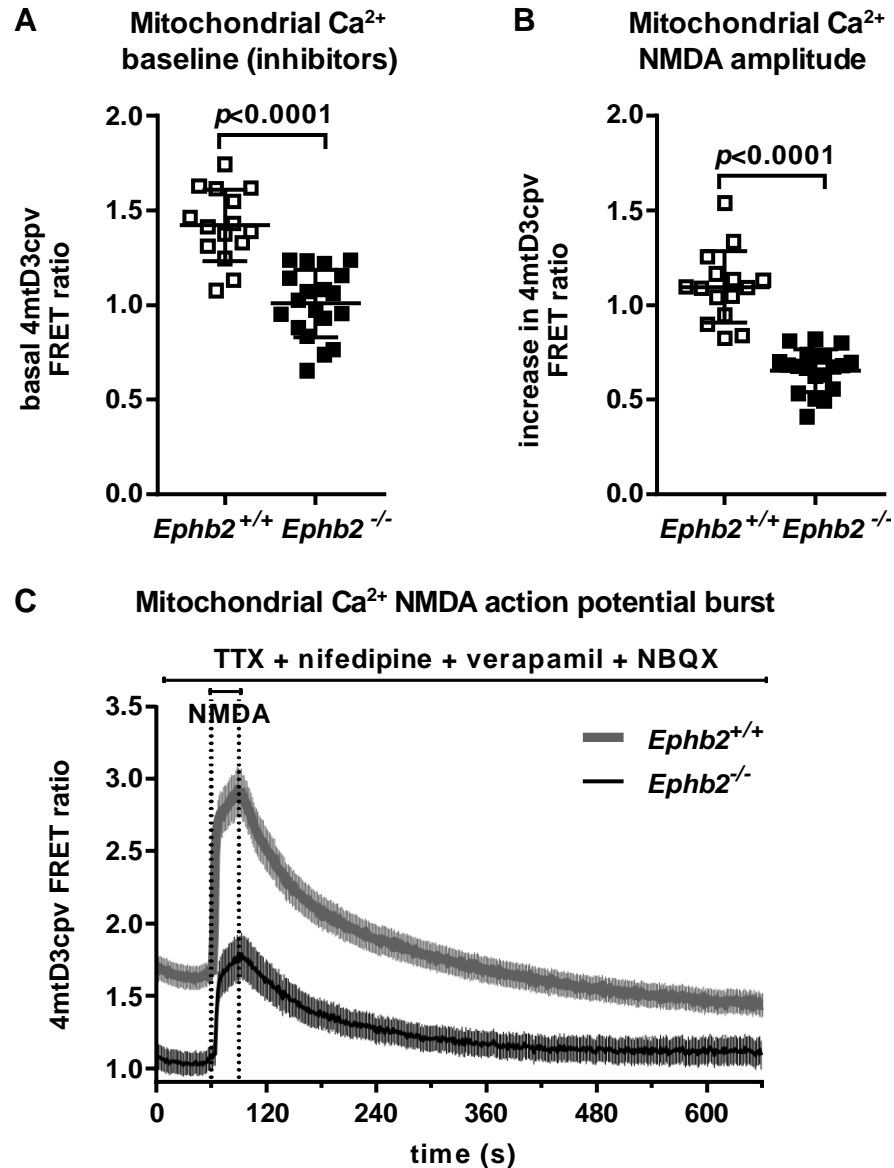 A
Mitochondrial Ca²⁺
baseline (inhibitors)
2.0
1.5
1.0
0.5
0.0
basal 4mtD3cpv
FRET ratio
p<0.0001
Ephb2⁺/⁺ Ephb2⁻/⁻
B
Mitochondrial Ca²⁺
NMDA amplitude
2.0
1.5
1.0
0.5
0.0
increase in 4mtD3cpv
FRET ratio
p<0.0001
Ephb2⁺/⁺ Ephb2⁻/⁻
C
Mitochondrial Ca²⁺ NMDA action potential burst
TTX + nifedipine + verapamil + NBQX
NMDA
Ephb2⁺/⁺
Ephb2⁻/⁻
4mtD3cpv FRET ratio
3.5
3.0
2.5
2.0
1.5
1.0
0 120 240 360 480 600
time (s)